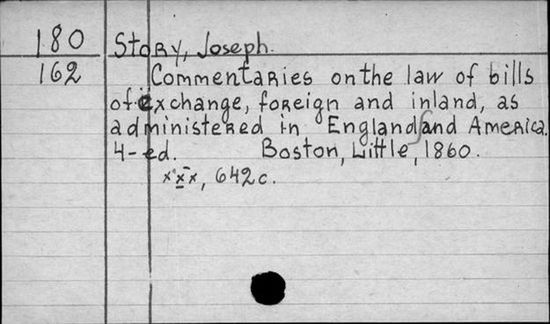 180 Story, Joseph.
162 Commentaries on the law of bills
of exchange, foreign and inland, as
administered in England and America.
4-ed. Boston, Little, 1860.
xxx, 642c.